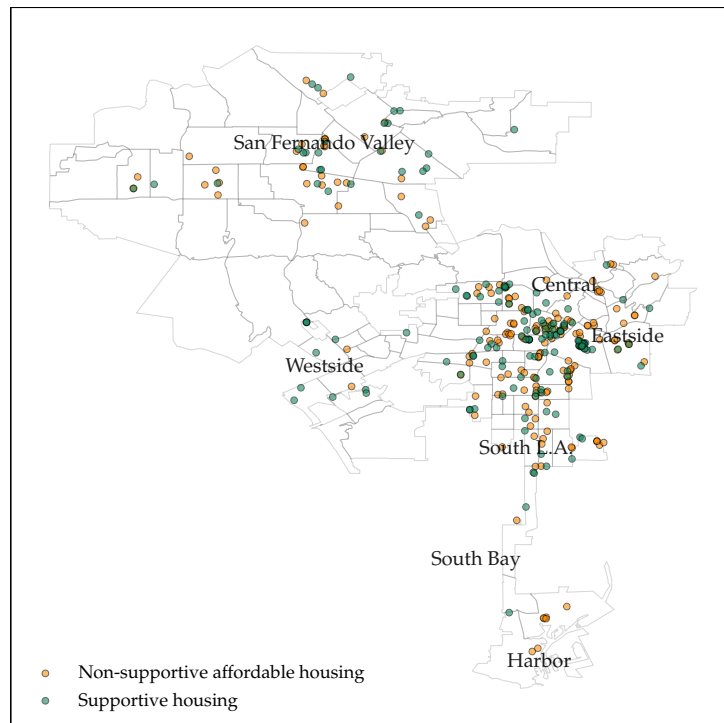 San Fernando Valley
Central
Eastside
Westside
South L.A.
South Bay
Harbor
Non-supportive affordable housing
Supportive housing